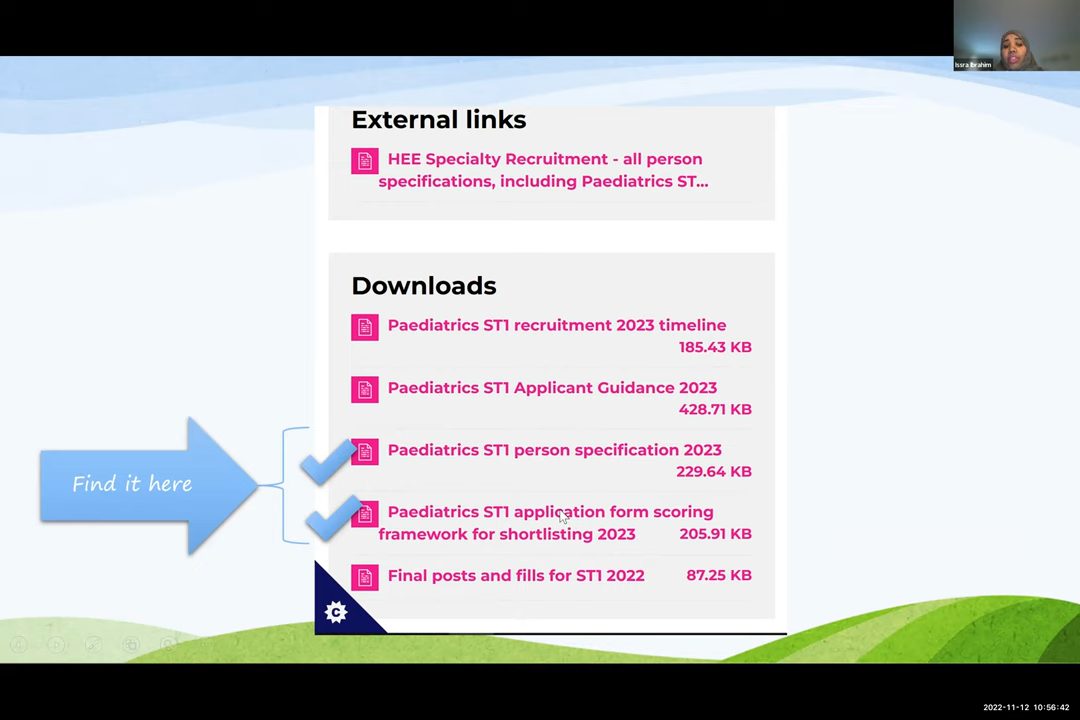 Issra Ibrahim
External links
HEE Specialty Recruitment - all person
specifications, including Paediatrics ST...
Downloads
Paediatrics ST1 recruitment 2023 timeline
185.43 KB
Paediatrics ST1 Applicant Guidance 2023
428.71 KB
Paediatrics ST1 person specification 2023
229.64 KB
Find it here
Paediatrics ST1 application form scoring
framework for shortlisting 2023 205.91 KB
Final posts and fills for ST1 2022 87.25 KB
C
2022-11-12 10:56:42